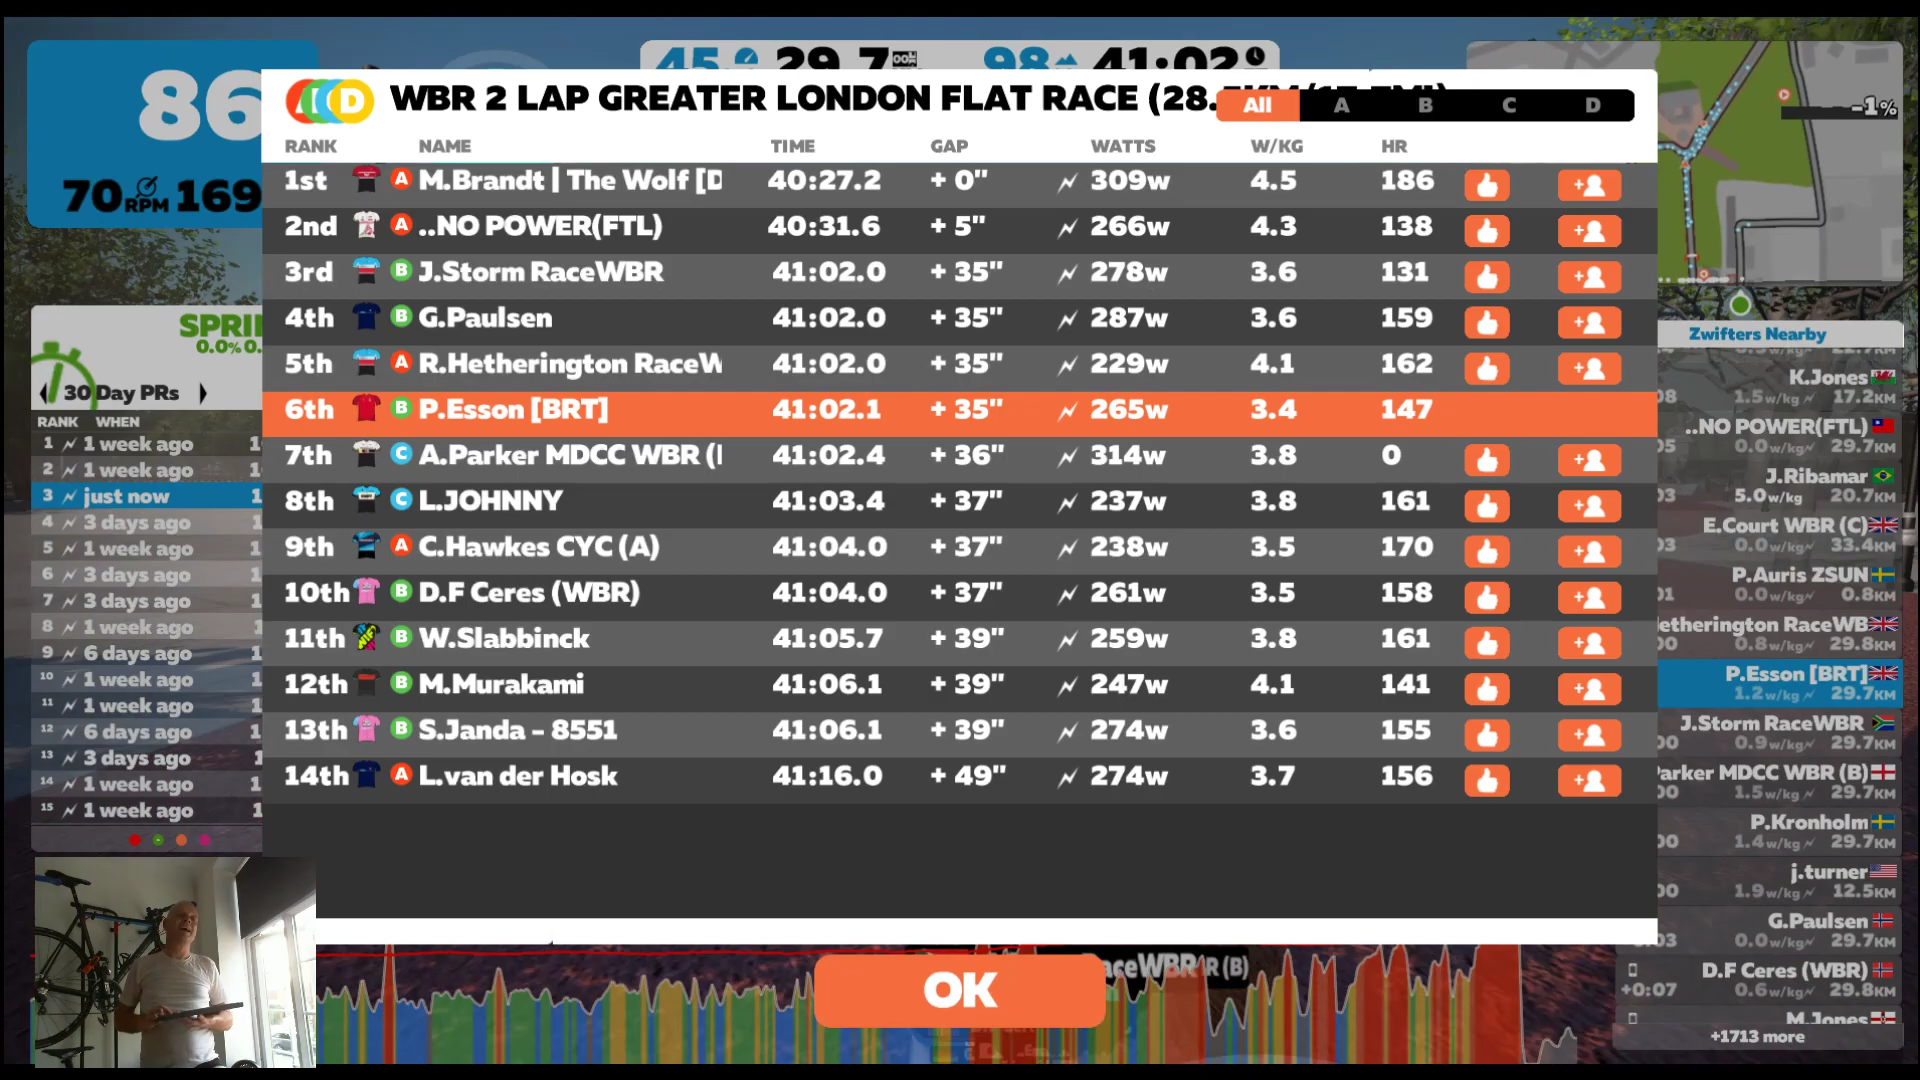 86
70 RPM 169
45 29.7 98 41:02
-1%
D WBR 2 LAP GREATER LONDON FLAT RACE (28.
All A B C D
RANK NAME TIME GAP WATTS W/KG HR
1st A M.Brandt | The Wolf [D 40:27.2 + 0" 309w 4.5 186
2nd A ..NO POWER(FTL) 40:31.6 + 5" 266w 4.3 138
3rd B J.Storm RaceWBR 41:02.0 + 35" 278w 3.6 131
4th B G.Paulsen 41:02.0 + 35" 287w 3.6 159
5th A R.Hetherington RaceW 41:02.0 + 35" 229w 4.1 162
6th B P.Esson [BRT] 41:02.1 + 35" 265w 3.4 147
7th C A.Parker MDCC WBR ( 41:02.4 + 36" 314w 3.8 0
8th C L.JOHNNY 41:03.4 + 37" 237w 3.8 161
9th A C.Hawkes CYC (A) 41:04.0 + 37" 238w 3.5 170
10th B D.F Ceres (WBR) 41:04.0 + 37" 261w 3.5 158
11th B W.Slabbinck 41:05.7 + 39" 259w 3.8 161
12th B M.Murakami 41:06.1 + 39" 247w 4.1 141
13th B S.Janda - 8551 41:06.1 + 39" 274w 3.6 155
14th A L.van der Hosk 41:16.0 + 49" 274w 3.7 156
OK
SPRI
0.0% 0.
30 Day PRs
RANK WHEN
1 1 week ago
2 1 week ago
3 just now
4 3 days ago
5 1 week ago
6 3 days ago
7 3 days ago
8 1 week ago
9 6 days ago
10 1 week ago
11 1 week ago
12 6 days ago
13 3 days ago
14 1 week ago
15 1 week ago
Zwifters Nearby
K.Jones
1.5w/kg 17.2KM
..NO POWER(FTL)
0.0w/kg 29.7KM
J.Ribamar
5.0w/kg 20.7KM
E.Court WBR (C)
0.0w/kg 33.4KM
P.Auris ZSUN
0.0w/kg 0.8KM
etherington RaceWB
0.8w/kg 29.8KM
P.Esson [BRT]
1.2w/kg 29.7KM
J.Storm RaceWBR
0.9w/kg 29.7KM
Parker MDCC WBR (B)
1.5w/kg 29.7KM
P.Kronholm
1.4w/kg 29.7KM
j.turner
1.9w/kg 12.5KM
G.Paulsen
0.0w/kg 29.7KM
D.F Ceres (WBR)
+0:07 0.6w/kg 29.8KM
M.Jones
+1713 more